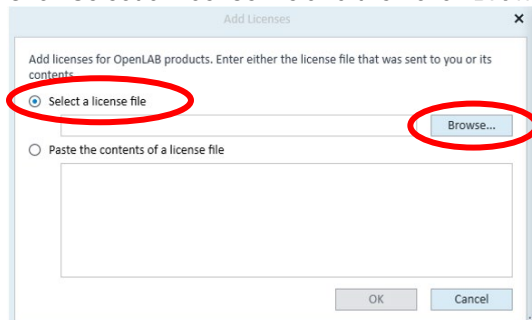 Add Licenses
Add licenses for OpenLAB products. Enter either the license file that was sent to you or its
contents.
Select a license file
Browse...
Paste the contents of a license file
OK
Cancel